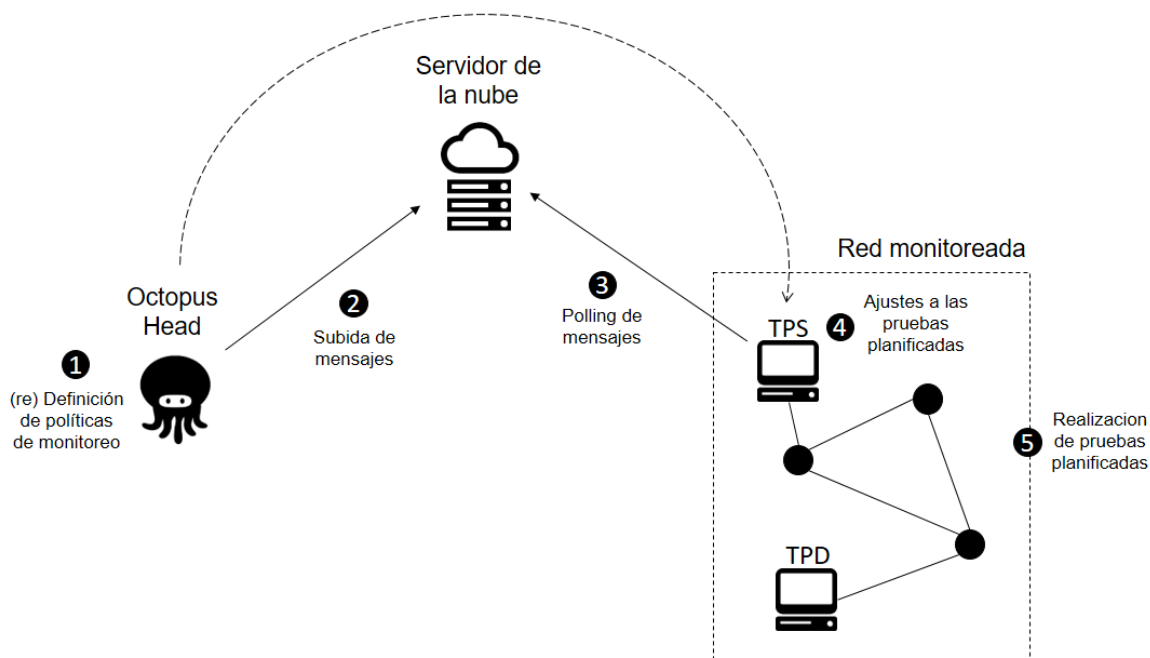 Servidor de
la nube
Red monitoreada
Octopus
Head
2
Subida de
mensajes
3
Polling de
mensajes
TPS
4
Ajustes a las
pruebas
planificadas
1
(re) Definición
de políticas
de monitoreo
5
Realizacion
de pruebas
planificadas
TPD